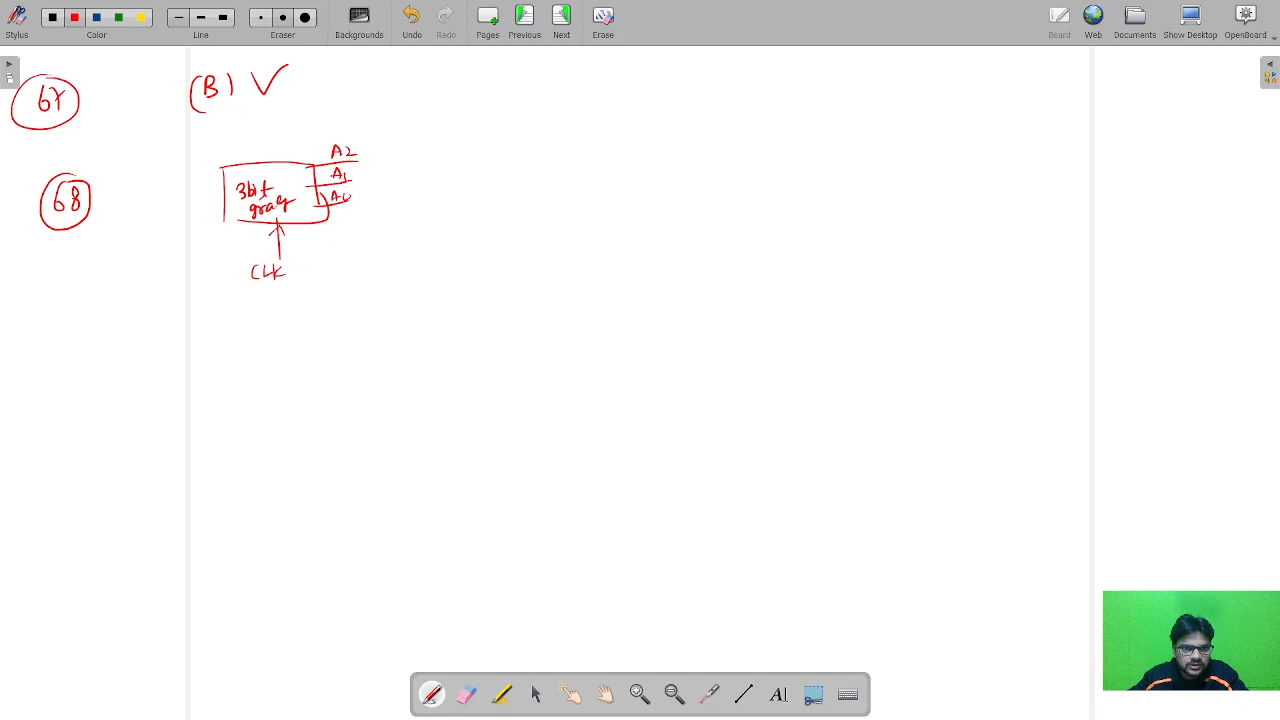 Stylus
Color
Line
Eraser
Backgrounds
Undo
Redo
Pages
Previous
Next
Erase
Board
Web
Documents
Show Desktop
OpenBoard
67
(B) ✓
68
3bit
gray
A2
A1
A0
CLK